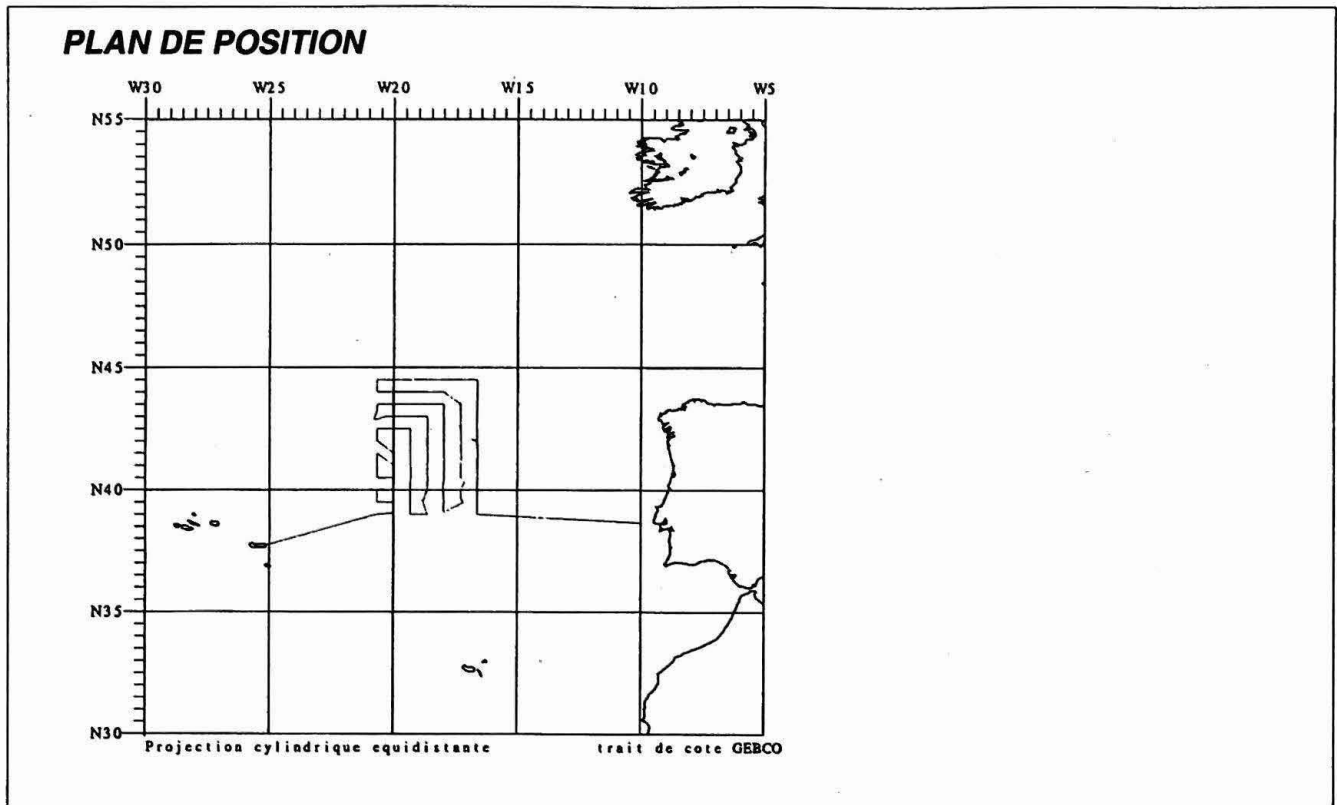 PLAN DE POSITION
W30 W25 W20 W15 W10 W5
N55
N50
N45
N40
N35
N30
Projection cylindrique equidistante trait de cote GEBCO